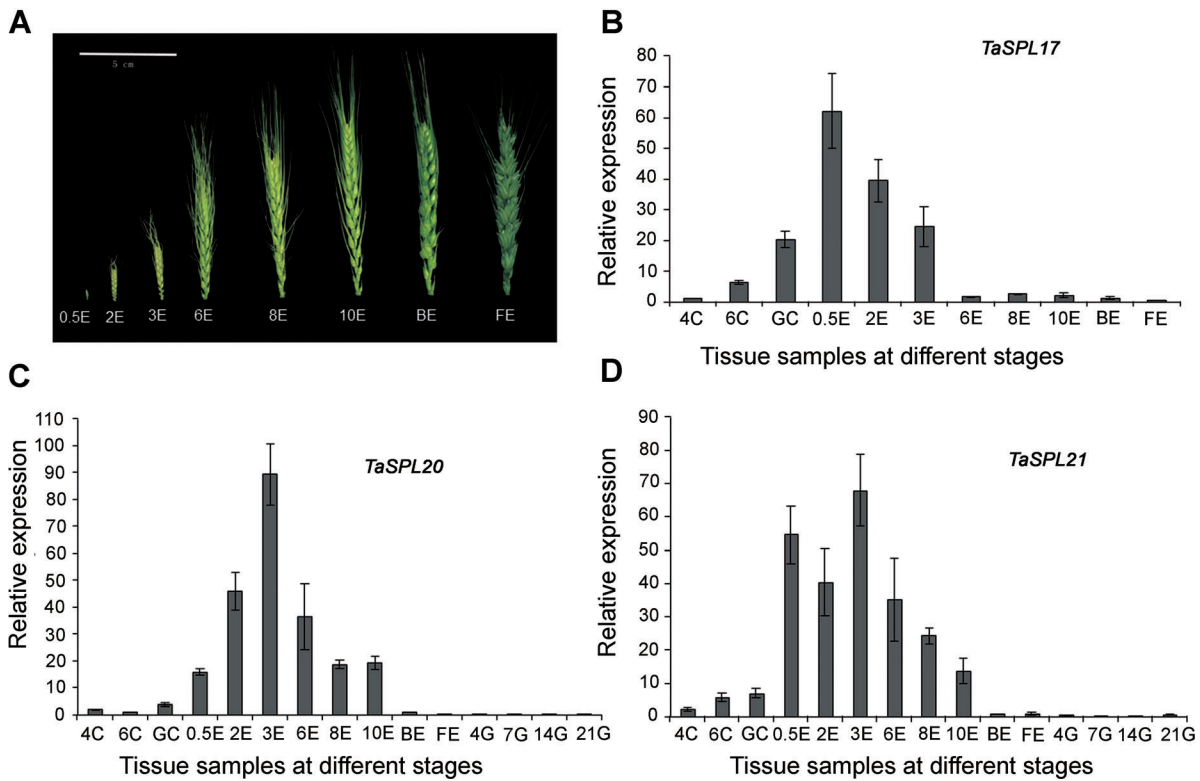 A
5 cm
0.5E 2E 3E 6E 8E 10E BE FE
B
TaSPL17
Relative expression
80
70
60
50
40
30
20
10
0
4C 6C GC 0.5E 2E 3E 6E 8E 10E BE FE
Tissue samples at different stages
C
TaSPL20
Relative expression
110
100
90
80
70
60
50
40
30
20
10
0
4C 6C GC 0.5E 2E 3E 6E 8E 10E BE FE 4G 7G 14G 21G
Tissue samples at different stages
D
TaSPL21
Relative expression
90
80
70
60
50
40
30
20
10
0
4C 6C GC 0.5E 2E 3E 6E 8E 10E BE FE 4G 7G 14G 21G
Tissue samples at different stages